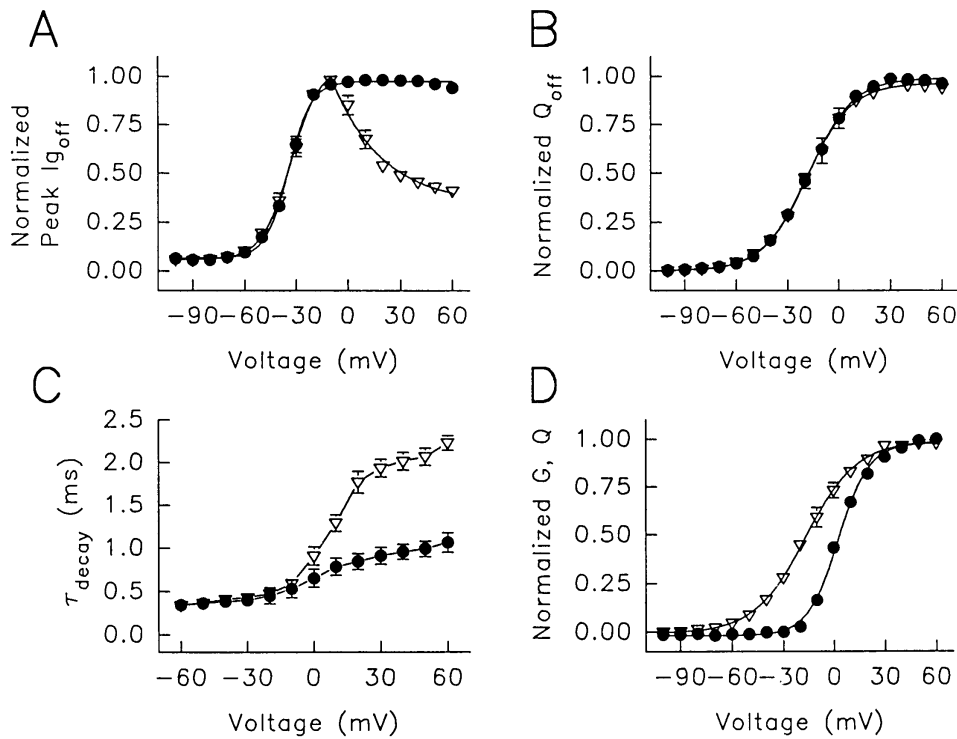 A
Normalized
Peak Ig off
1.00
0.75
0.50
0.25
0.00
-90 -60 -30 0 30 60
Voltage (mV)
B
Normalized Q off
1.00
0.75
0.50
0.25
0.00
-90 -60 -30 0 30 60
Voltage (mV)
C
τ decay (ms)
2.5
2.0
1.5
1.0
0.5
0.0
-60 -30 0 30 60
Voltage (mV)
D
Normalized G, Q
1.00
0.75
0.50
0.25
0.00
-90 -60 -30 0 30 60
Voltage (mV)